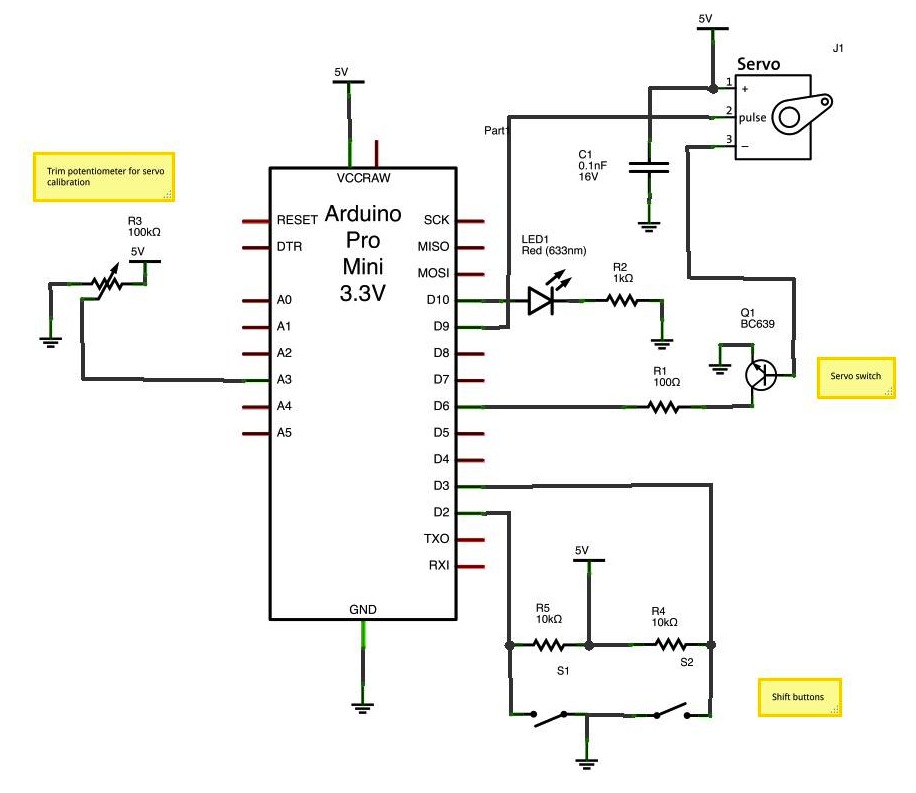 5V
J1
Servo
1 +
2 pulse
3 −
C1
0.1nF
16V
5V
Part1
Trim potentiometer for servo
calibration
R3
100kΩ
5V
VCC RAW
Arduino
Pro
Mini
3.3V
RESET
DTR
A0
A1
A2
A3
A4
A5
SCK
MISO
MOSI
D10
D9
D8
D7
D6
D5
D4
D3
D2
TXO
RXI
GND
LED1
Red (633nm)
R2
1kΩ
Q1
BC639
R1
100Ω
Servo switch
5V
R5
10kΩ
R4
10kΩ
S1
S2
Shift buttons